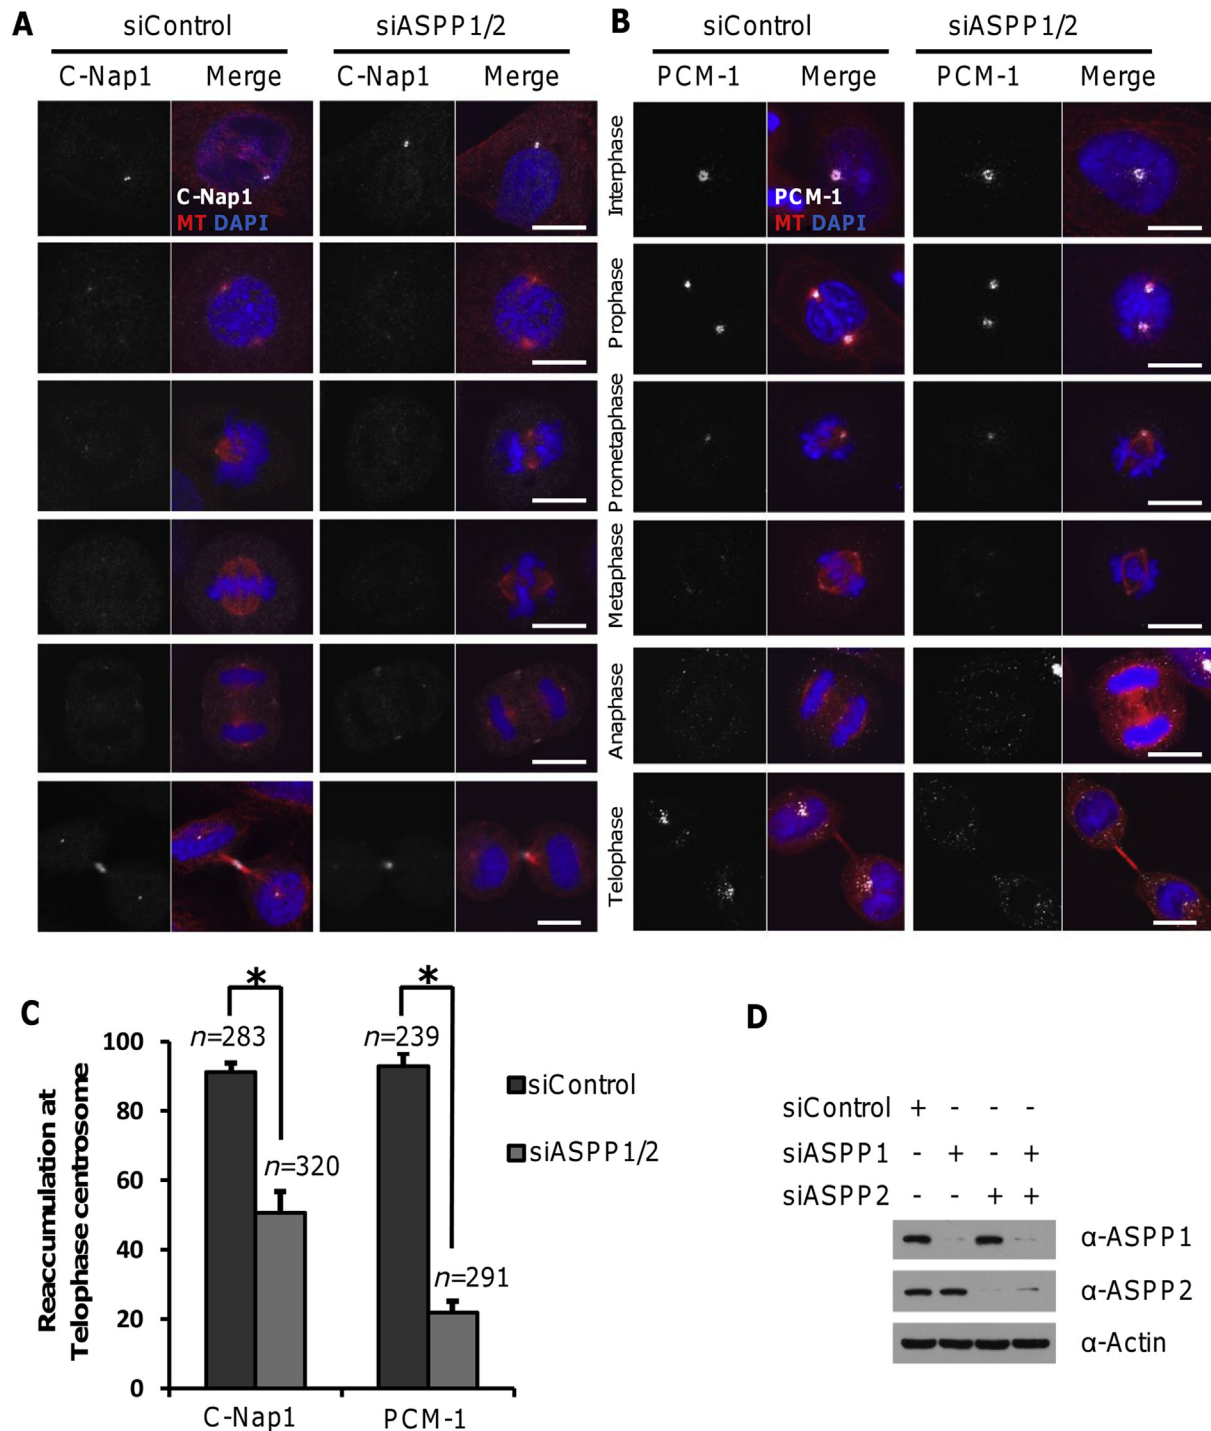 A
siControl
siASPP1/2
C-Nap1
Merge
C-Nap1
Merge
C-Nap1
MT DAPI
B
siControl
siASPP1/2
PCM-1
Merge
PCM-1
Merge
PCM-1
MT DAPI
Interphase
Prophase
Prometaphase
Metaphase
Anaphase
Telophase
C
Reaccumulation at
Telophase centrosome
100
80
60
40
20
0
*
n=283
n=320
*
n=239
n=291
C-Nap1
PCM-1
siControl
siASPP1/2
D
siControl + - - -
siASPP1 - + - +
siASPP2 - - + +
α-ASPP1
α-ASPP2
α-Actin